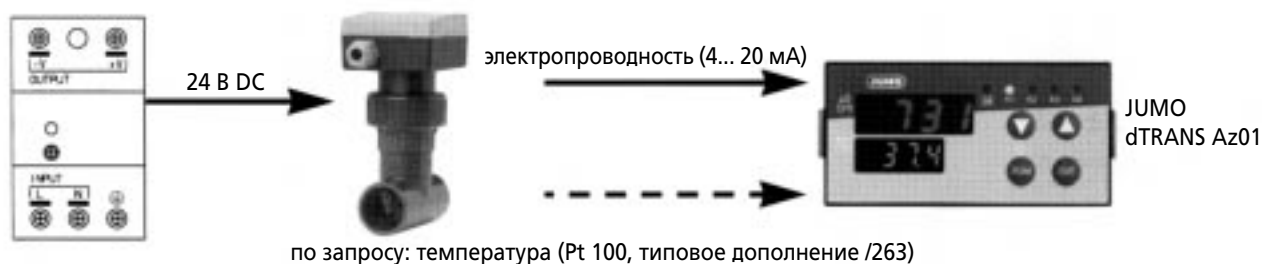 -V +V
OUTPUT
INPUT
L N
24 В DC
электропроводность (4... 20 мА)
JUMO
731
37.4
JUMO
dTRANS Az01
по запросу: температура (Pt 100, типовое дополнение /263)